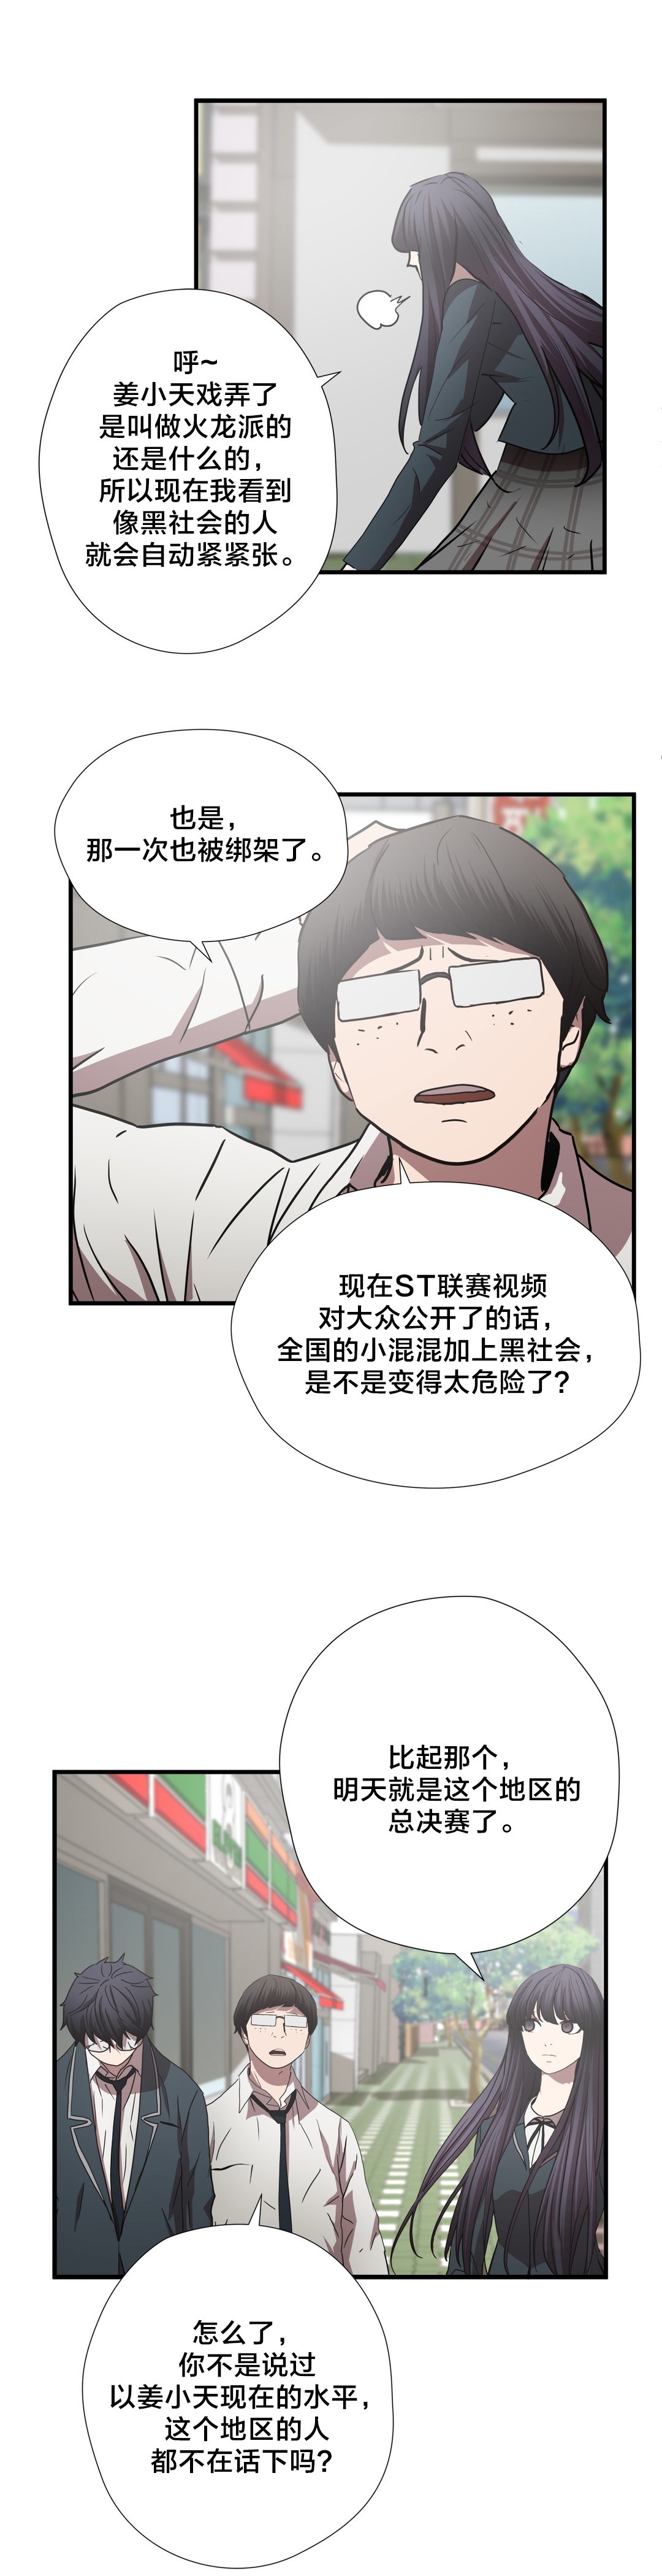 呼~
姜小天戏弄了
是叫做火龙派的
还是什么的，
所以现在我看到
像黑社会的人
就会自动紧紧张。
也是，
那一次也被绑架了。
现在ST联赛视频
对大众公开了的话，
全国的小混混加上黑社会，
是不是变得太危险了？
比起那个，
明天就是这个地区的
总决赛了。
怎么了，
你不是说过
以姜小天现在的水平，
这个地区的人
都不在话下吗？